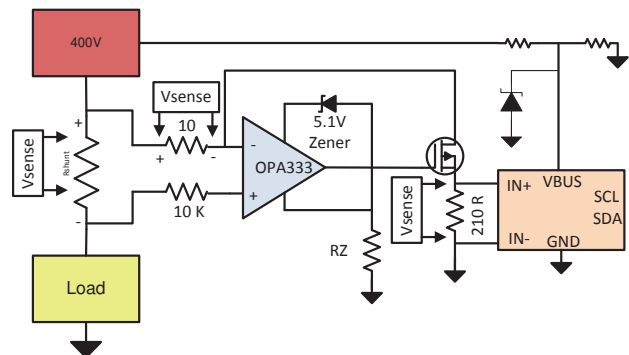 400V
Vsense
+
10
+
-
-
OPA333
+
5.1V
Zener
+
Vsense
Rshunt
-
10 K
RZ
Vsense
210 R
IN+
VBUS
SCL
SDA
IN-
GND
Load